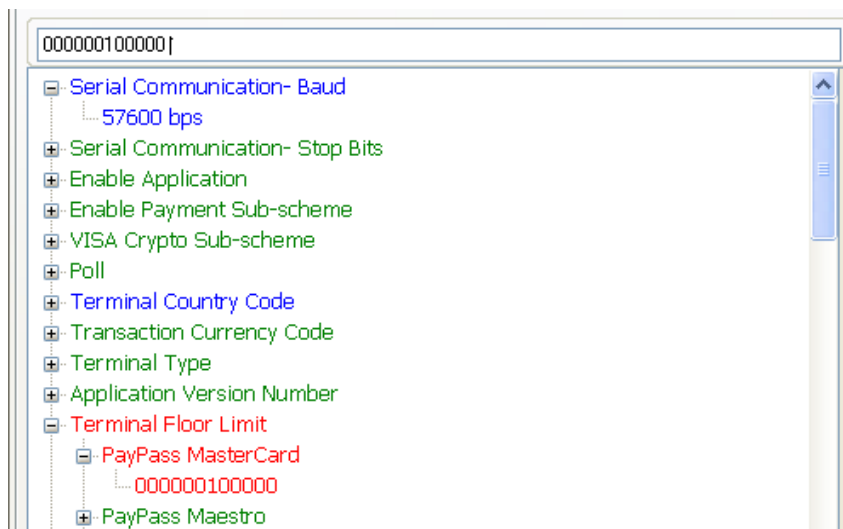 000000100000
Serial Communication- Baud
57600 bps
Serial Communication- Stop Bits
Enable Application
Enable Payment Sub-scheme
VISA Crypto Sub-scheme
Poll
Terminal Country Code
Transaction Currency Code
Terminal Type
Application Version Number
Terminal Floor Limit
PayPass MasterCard
000000100000
PayPass Maestro